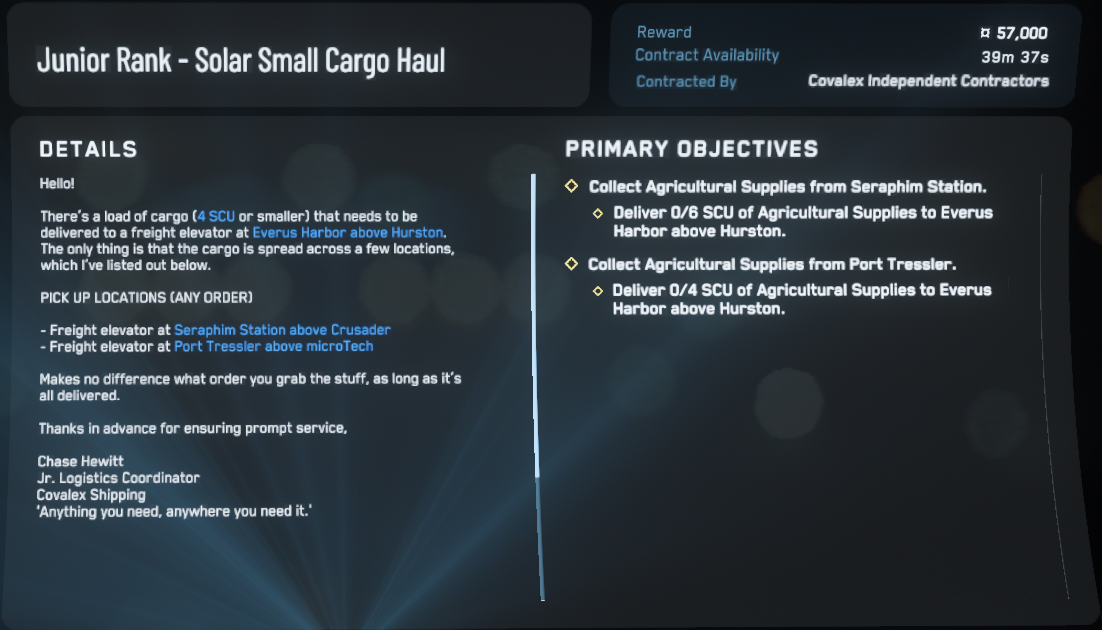 Junior Rank - Solar Small Cargo Haul
Reward ¤ 57,000
Contract Availability 39m 37s
Contracted By Covalex Independent Contractors
DETAILS
Hello!
There's a load of cargo (4 SCU or smaller) that needs to be
delivered to a freight elevator at Everus Harbor above Hurston.
The only thing is that the cargo is spread across a few locations,
which I've listed out below.
PICK UP LOCATIONS (ANY ORDER)
- Freight elevator at Seraphim Station above Crusader
- Freight elevator at Port Tressler above microTech
Makes no difference what order you grab the stuff, as long as it's
all delivered.
Thanks in advance for ensuring prompt service,
Chase Hewitt
Jr. Logistics Coordinator
Covalex Shipping
'Anything you need, anywhere you need it.'
PRIMARY OBJECTIVES
Collect Agricultural Supplies from Seraphim Station.
Deliver 0/6 SCU of Agricultural Supplies to Everus
Harbor above Hurston.
Collect Agricultural Supplies from Port Tressler.
Deliver 0/4 SCU of Agricultural Supplies to Everus
Harbor above Hurston.